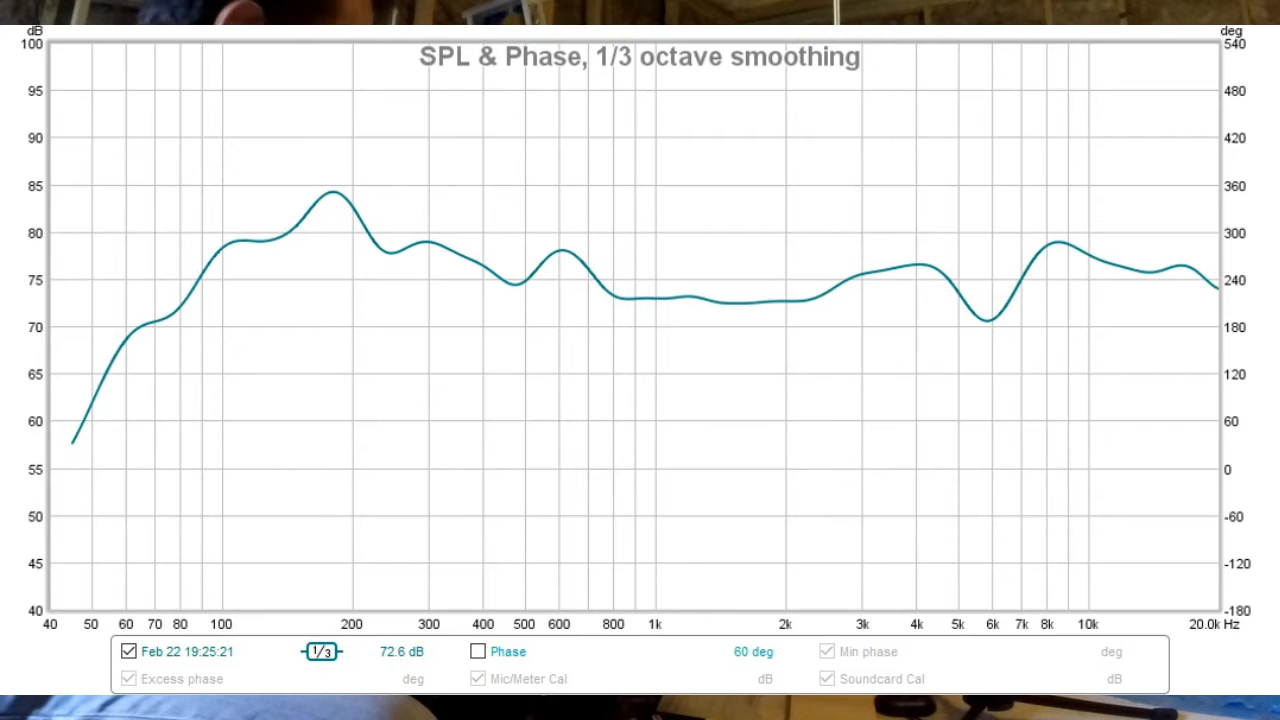 dB deg
SPL & Phase, 1/3 octave smoothing
100 540
95 480
90 420
85 360
80 300
75 240
70 180
65 120
60 60
55 0
50 -60
45 -120
40 -180
40 50 60 70 80 100 200 300 400 500 600 800 1k 2k 3k 4k 5k 6k 7k 8k 10k 20.0k Hz
Feb 22 19:25:21 1/3 72.6 dB Phase 60 deg Min phase deg
Excess phase deg Mic/Meter Cal dB Soundcard Cal dB